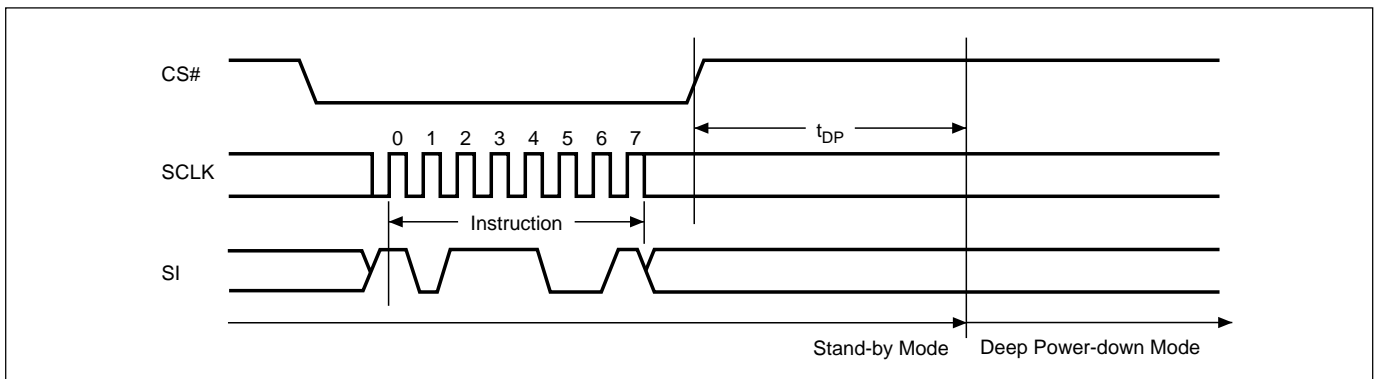 CS#
tDP
0 1 2 3 4 5 6 7
SCLK
Instruction
SI
Stand-by Mode Deep Power-down Mode